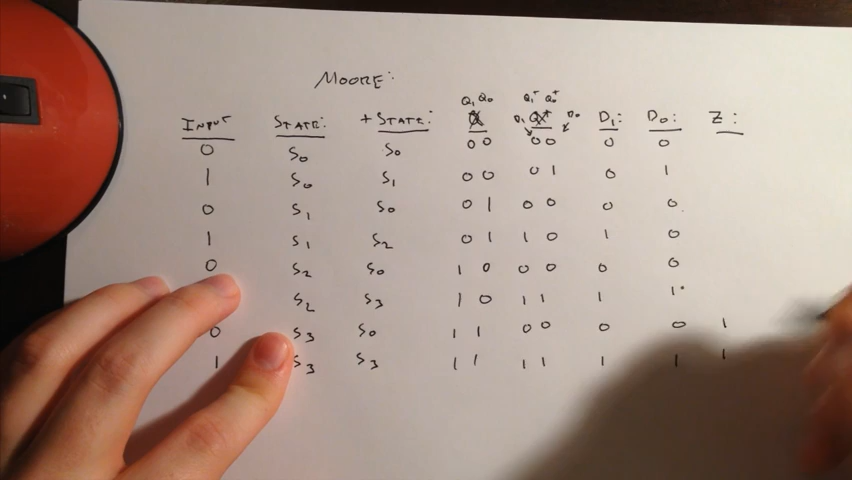 MOORE:
Q1 Q0 Q1+ Q0+
INPUT STATE: + STATE: Q D1 Q+ D0 D1: D0: Z:
0 S0 S0 0 0 0 0 0 0
1 S0 S1 0 0 0 1 0 1
0 S1 S0 0 1 0 0 0 0
1 S1 S2 0 1 1 0 1 0
0 S2 S0 1 0 0 0 0 0
S2 S3 1 0 1 1 1 1
0 S3 S0 1 1 0 0 0 0 1
1 S3 S3 1 1 1 1 1 1 1